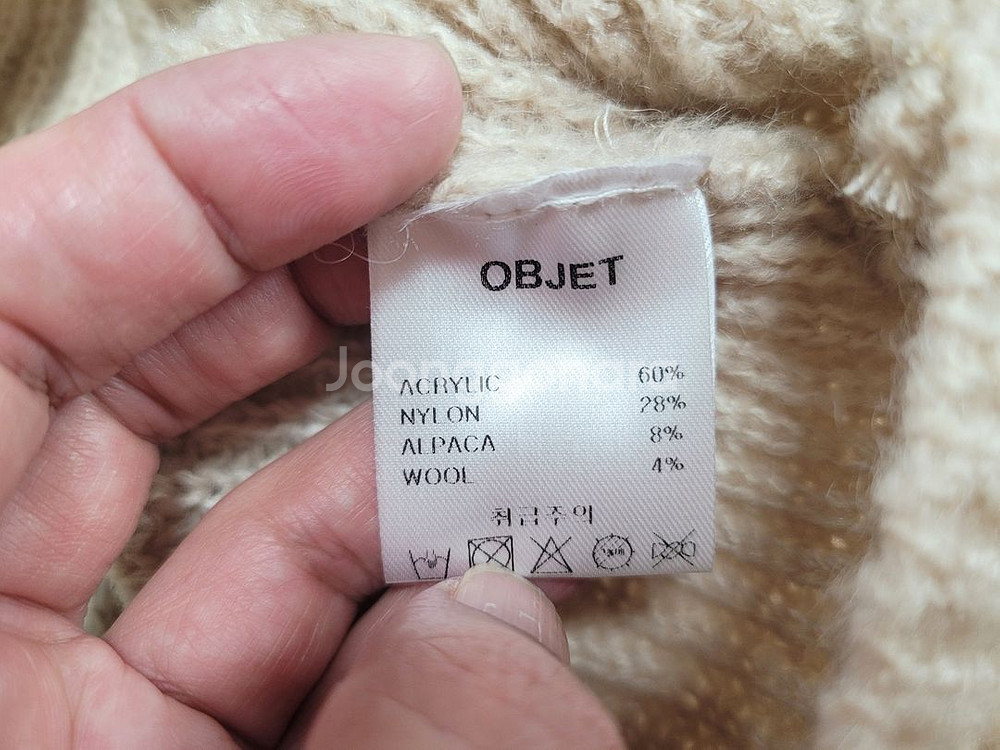 OBJET
ACRYLIC 60%
NYLON 28%
ALPACA 8%
WOOL 4%
취급주의